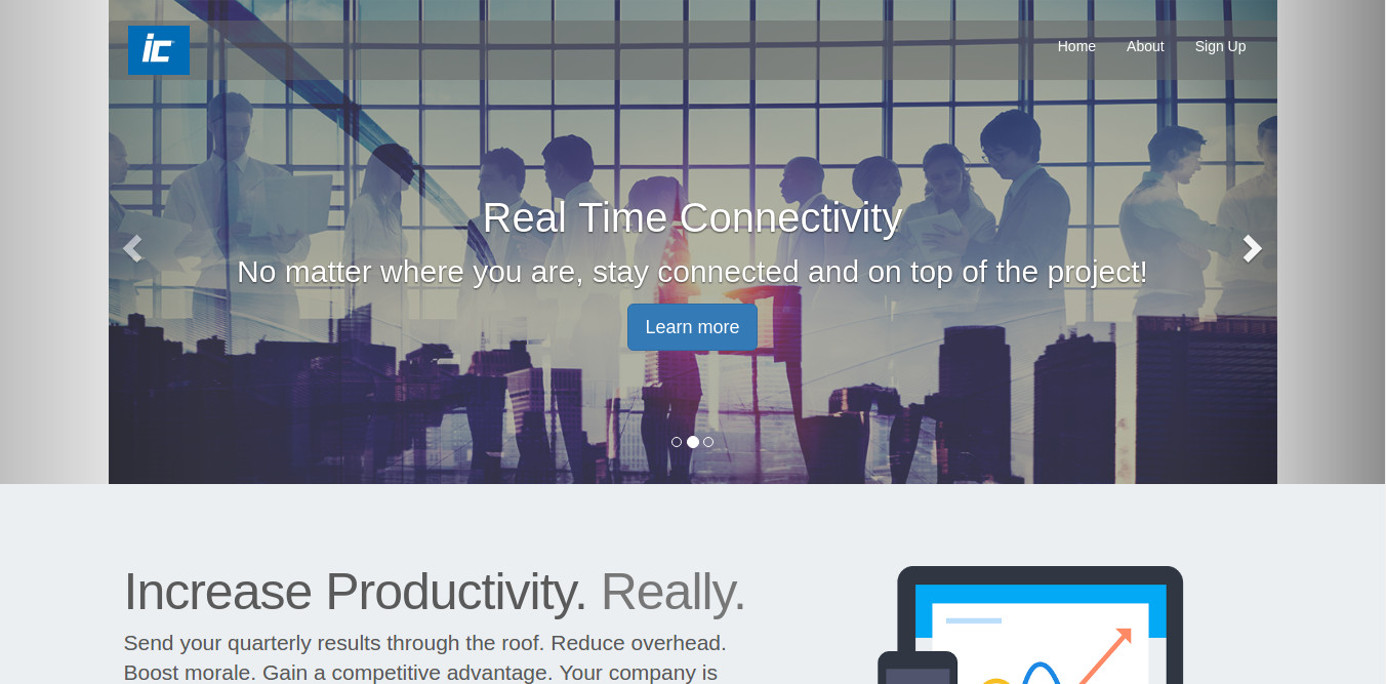 ic
Home About Sign Up
Real Time Connectivity
No matter where you are, stay connected and on top of the project!
Learn more
Increase Productivity. Really.
Send your quarterly results through the roof. Reduce overhead.
Boost morale. Gain a competitive advantage. Your company is